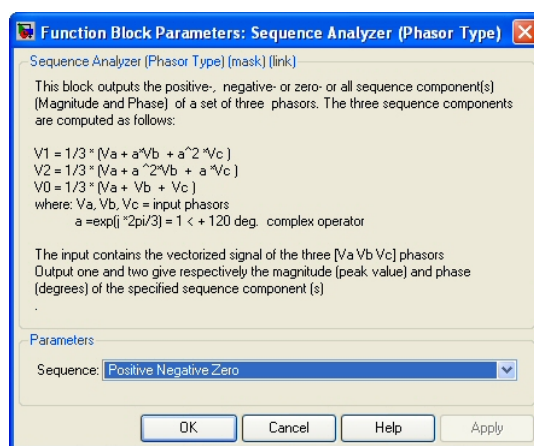 Function Block Parameters: Sequence Analyzer (Phasor Type)
Sequence Analyzer (Phasor Type) (mask) (link)
This block outputs the positive-, negative- or zero- or all sequence component(s)
(Magnitude and Phase) of a set of three phasors. The three sequence components
are computed as follows:
V1 = 1/3 * (Va + a*Vb + a^2 *Vc )
V2 = 1/3 * (Va + a ^2*Vb + a *Vc )
V0 = 1/3 * (Va + Vb + Vc )
where: Va, Vb, Vc = input phasors
a =exp(j *2pi/3) = 1 < + 120 deg. complex operator
The input contains the vectorized signal of the three [Va Vb Vc] phasors
Output one and two give respectively the magnitude (peak value) and phase
(degrees) of the specified sequence component (s)
.
Parameters
Sequence: Positive Negative Zero
OK Cancel Help Apply